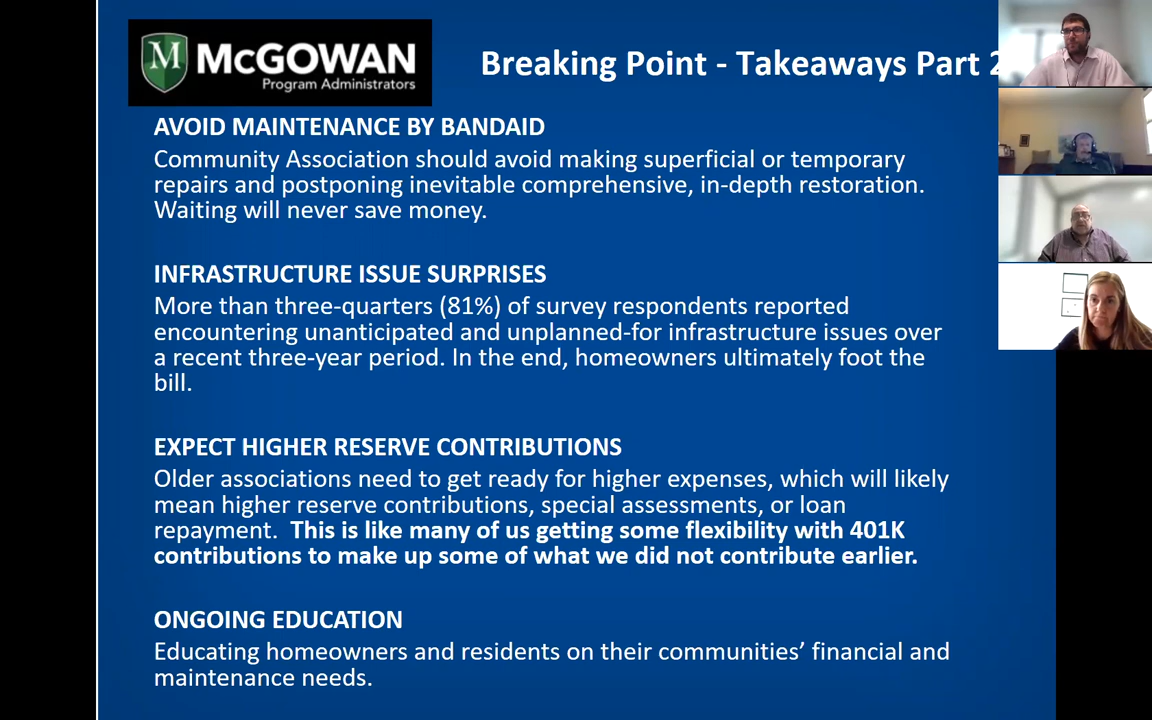 M McGOWAN
Program Administrators
Breaking Point - Takeaways Part 2
AVOID MAINTENANCE BY BANDAID
Community Association should avoid making superficial or temporary
repairs and postponing inevitable comprehensive, in-depth restoration.
Waiting will never save money.
INFRASTRUCTURE ISSUE SURPRISES
More than three-quarters (81%) of survey respondents reported
encountering unanticipated and unplanned-for infrastructure issues over
a recent three-year period. In the end, homeowners ultimately foot the
bill.
EXPECT HIGHER RESERVE CONTRIBUTIONS
Older associations need to get ready for higher expenses, which will likely
mean higher reserve contributions, special assessments, or loan
repayment. This is like many of us getting some flexibility with 401K
contributions to make up some of what we did not contribute earlier.
ONGOING EDUCATION
Educating homeowners and residents on their communities’ financial and
maintenance needs.